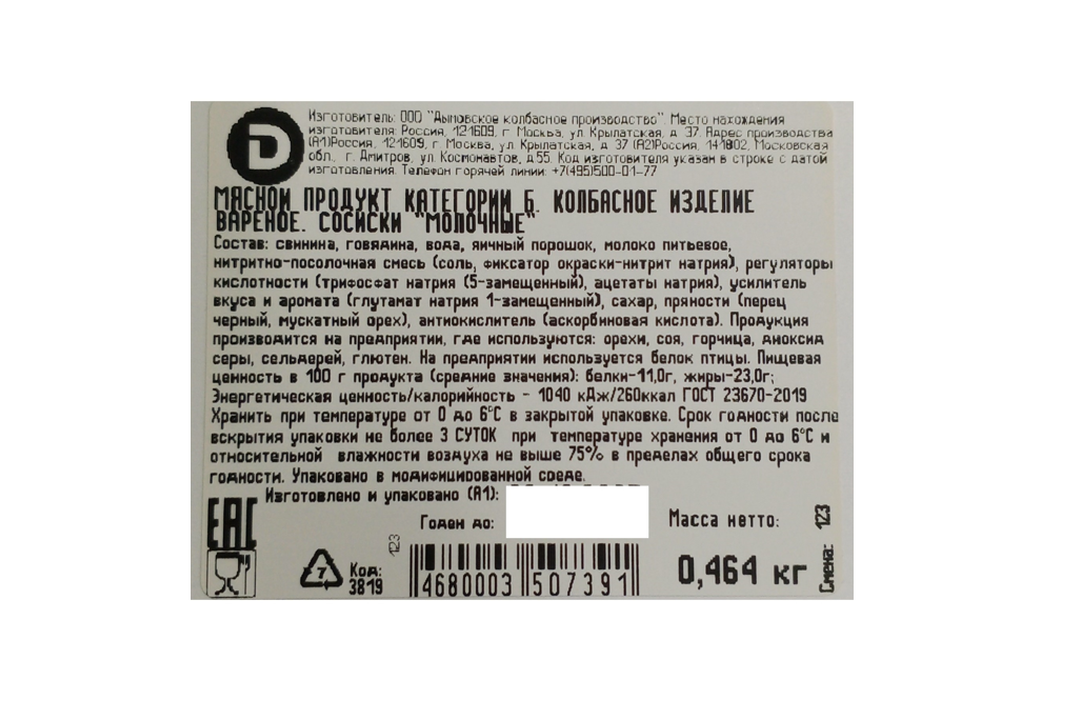 D
Изготовитель: ООО "Дымовское колбасное производство". Место нахождения
изготовителя: Россия, 121609, г. Москва, ул. Крылатская, д. 37. Адрес производства
(А1)Россия, 121609, г. Москва, ул. Крылатская, д. 37 (А2)Россия, 141802, Московская
обл., г. Дмитров, ул. Космонавтов, д.55. Код изготовителя указан в строке с датой
изготовления. Телефон горячей линии: +7(495)500-01-77
МЯСНОЙ ПРОДУКТ КАТЕГОРИИ Б. КОЛБАСНОЕ ИЗДЕЛИЕ
ВАРЕНОЕ. СОСИСКИ "МОЛОЧНЫЕ"
Состав: свинина, говядина, вода, яичный порошок, молоко питьевое,
нитритно-посолочная смесь (соль, фиксатор окраски-нитрит натрия), регуляторы
кислотности (трифосфат натрия (5-замещенный), ацетаты натрия), усилитель
вкуса и аромата (глутамат натрия 1-замещенный), сахар, пряности (перец
черный, мускатный орех), антиокислитель (аскорбиновая кислота). Продукция
производится на предприятии, где используются: орехи, соя, горчица, диоксид
серы, сельдерей, глютен. На предприятии используется белок птицы. Пищевая
ценность в 100 г продукта (средние значения): белки-11,0г, жиры-23,0г;
Энергетическая ценность/калорийность - 1040 кДж/260ккал ГОСТ 23670-2019
Хранить при температуре от 0 до 6°С в закрытой упаковке. Срок годности после
вскрытия упаковки не более 3 СУТОК при температуре хранения от 0 до 6°С и
относительной влажности воздуха не выше 75% в пределах общего срока
годности. Упаковано в модифицированной среде.
Изготовлено и упаковано (А1):
EAC
Годен до:
Масса нетто:
123
Смена:
123
7
Код:
3819
4680003 507391
0,464 кг